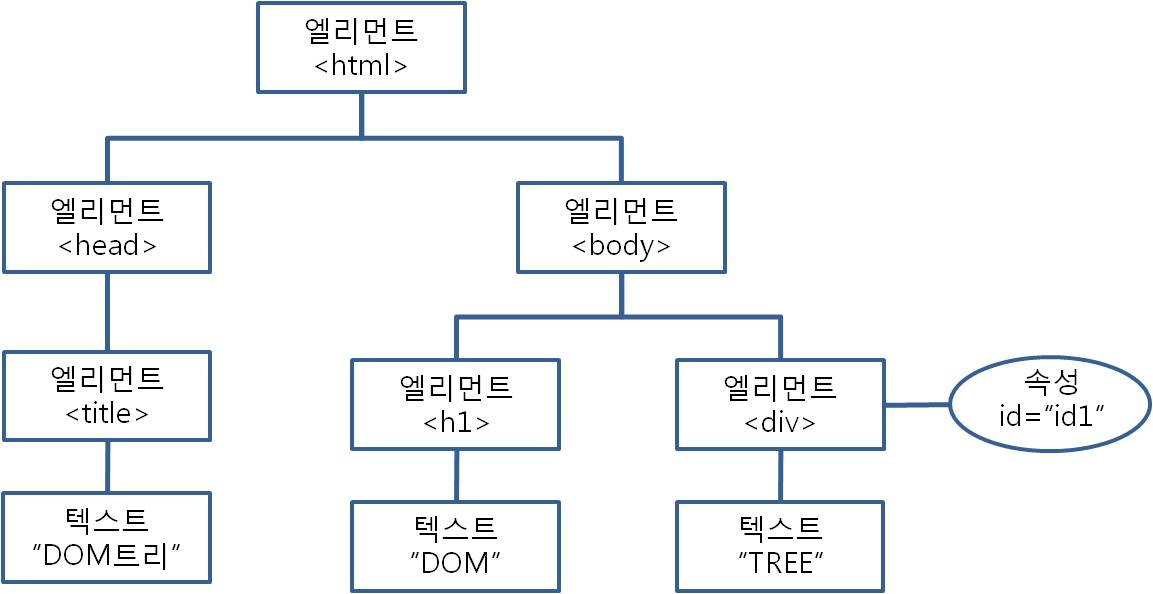 엘리먼트
<html>
엘리먼트
<head>
엘리먼트
<body>
엘리먼트
<title>
엘리먼트
<h1>
엘리먼트
<div>
속성
id="id1"
텍스트
"DOM트리"
텍스트
"DOM"
텍스트
"TREE"